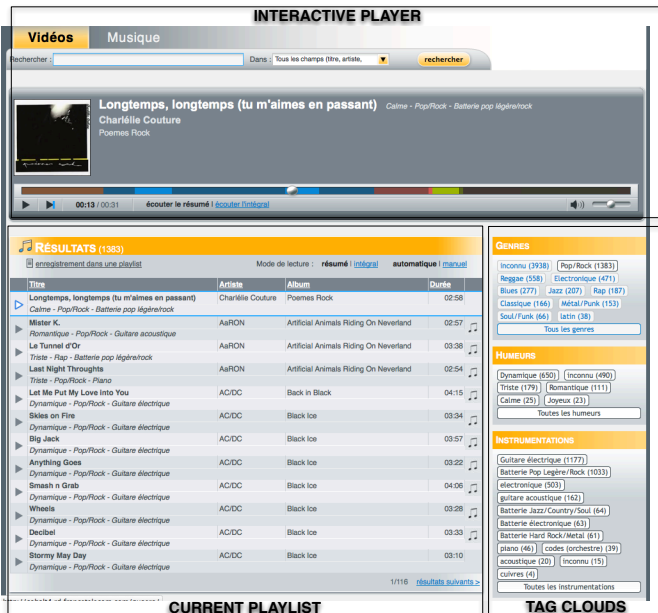 INTERACTIVE PLAYER
Vidéos Musique
Rechercher : Dans : Tous les champs (titre, artiste, rechercher
Longtemps, longtemps (tu m'aimes en passant) Calme - Pop/Rock - Batterie pop légère/rock
Charlélie Couture
Poemes Rock
00:13 / 00:31 écouter le résumé | écouter l'intégral
RÉSULTATS (1383)
enregistrement dans une playlist Mode de lecture : résumé | intégral automatique | manuel
Titre Artiste Album Durée
Longtemps, longtemps (tu m'aimes en passant) Charlélie Couture Poemes Rock 02:58
Calme - Pop/Rock - Batterie pop légère/rock
Mister K. AaRON Artificial Animals Riding On Neverland 02:57
Romantique - Pop/Rock - Guitare acoustique
Le Tunnel d'Or AaRON Artificial Animals Riding On Neverland 03:38
Triste - Rap - Batterie pop légère/rock
Last Night Thoughts AaRON Artificial Animals Riding On Neverland 02:54
Triste - Pop/Rock - Piano
Let Me Put My Love into You AC/DC Back in Black 04:15
Dynamique - Pop/Rock - Guitare électrique
Skies on Fire AC/DC Black Ice 03:34
Dynamique - Pop/Rock - Guitare électrique
Big Jack AC/DC Black Ice 03:57
Dynamique - Pop/Rock - Guitare électrique
Anything Goes AC/DC Black Ice 03:22
Dynamique - Pop/Rock - Guitare électrique
Smash n Grab AC/DC Black Ice 04:06
Dynamique - Pop/Rock - Guitare électrique
Wheels AC/DC Black Ice 03:28
Dynamique - Pop/Rock - Guitare électrique
Decibel AC/DC Black Ice 03:33
Dynamique - Pop/Rock - Guitare électrique
Stormy May Day AC/DC Black Ice 03:10
Dynamique - Pop/Rock - Guitare électrique
1/116 résultats suivants >
CURRENT PLAYLIST
GENRES
Inconnu (3938) Pop/Rock (1383)
Reggae (558) Electronique (471)
Blues (277) Jazz (207) Rap (187)
Classique (166) Métal/Punk (153)
Soul/Funk (66) latin (38)
Tous les genres
HUMEURS
Dynamique (650) inconnu (490)
Triste (179) Romantique (111)
Calme (25) Joyeux (23)
Toutes les humeurs
INSTRUMENTATIONS
Guitare électrique (1177)
Batterie Pop Legère/Rock (1033)
electronique (503)
guitare acoustique (162)
Batterie Jazz/Country/Soul (64)
Batterie électronique (63)
Batterie Hard Rock/Metal (61)
piano (46) codes (orchestre) (39)
acoustique (20) inconnu (15)
cuivres (4)
Toutes les instrumentations
TAG CLOUDS